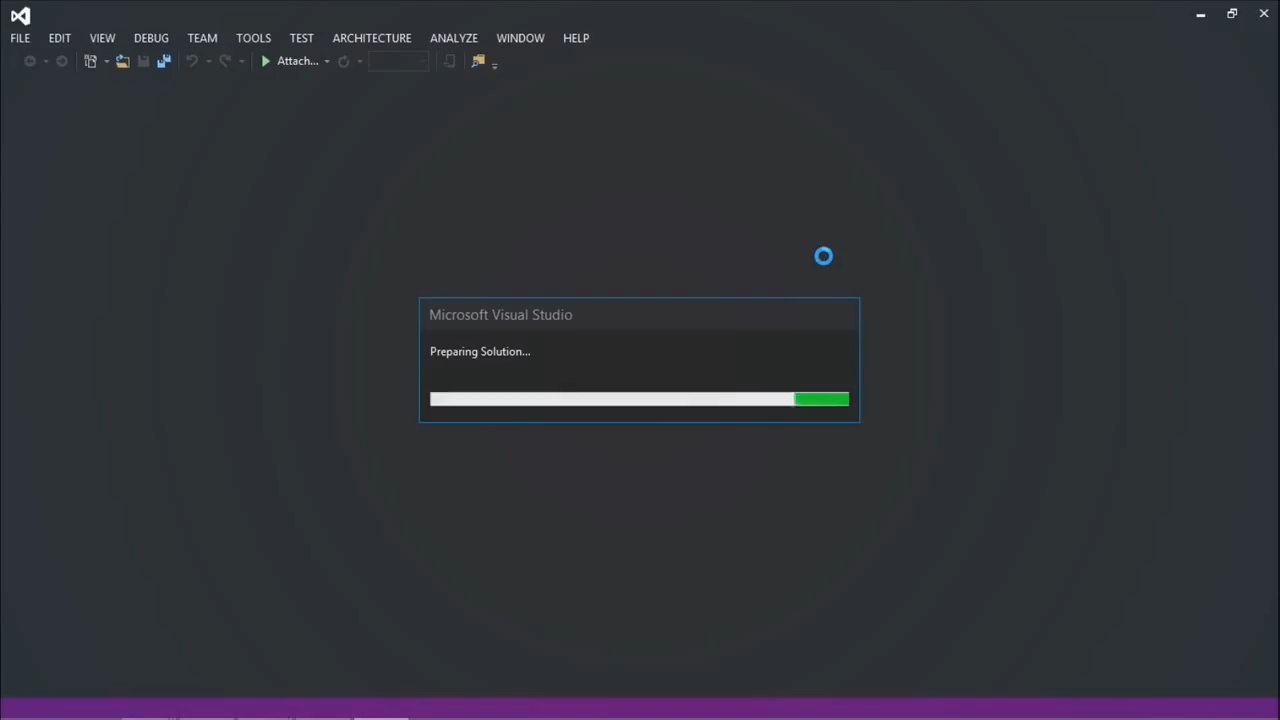 FILE EDIT VIEW DEBUG TEAM TOOLS TEST ARCHITECTURE ANALYZE WINDOW HELP
Attach...
Microsoft Visual Studio
Preparing Solution...